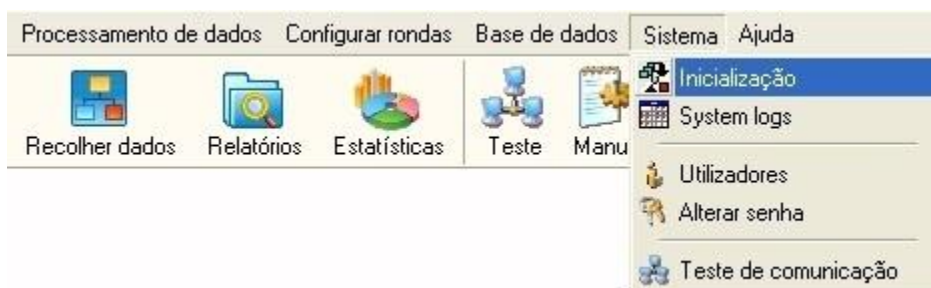 Processamento de dados Configurar rondas Base de dados Sistema Ajuda
Inicialização
System logs
Recolher dados Relatórios Estatísticas Teste Manu
Utilizadores
Alterar senha
Teste de comunicação